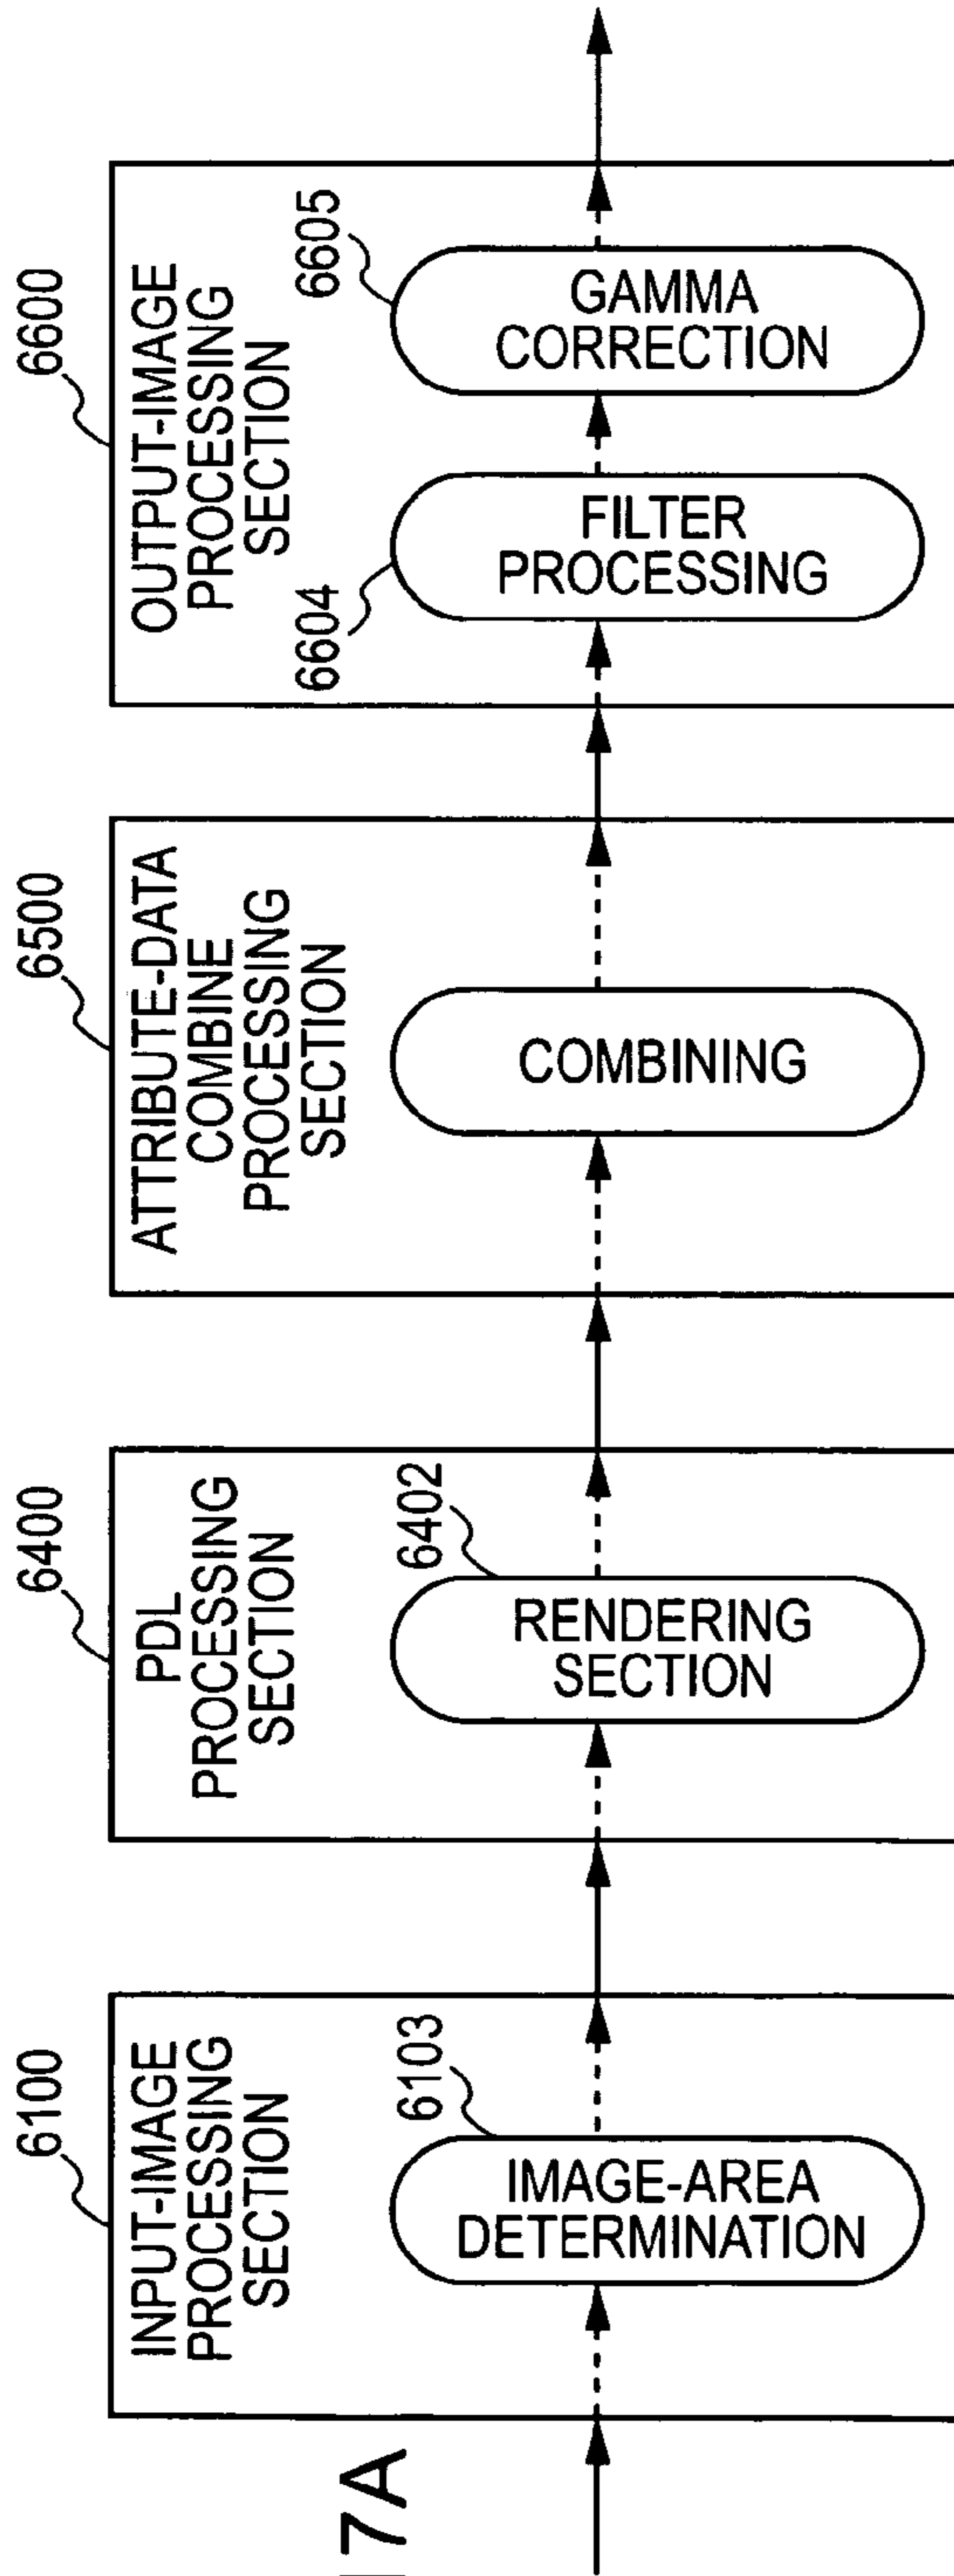 7A
6100
INPUT-IMAGE
PROCESSING
SECTION
6103
IMAGE-AREA
DETERMINATION
6400
PDL
PROCESSING
SECTION
6402
RENDERING
SECTION
6500
ATTRIBUTE-DATA
COMBINE
PROCESSING
SECTION
COMBINING
6600
OUTPUT-IMAGE
PROCESSING
SECTION
6604
FILTER
PROCESSING
6605
GAMMA
CORRECTION